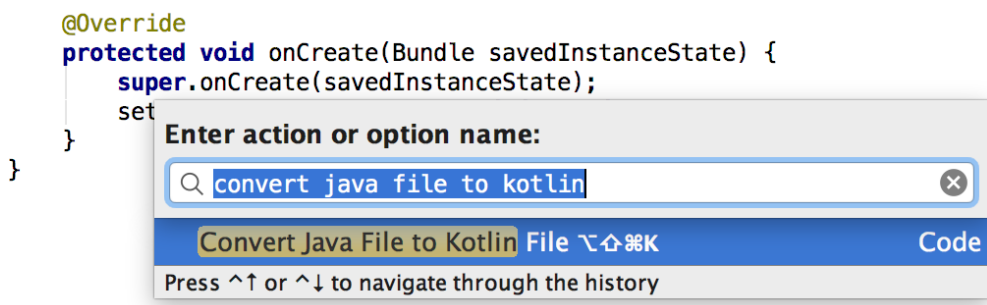 @Override
protected void onCreate(Bundle savedInstanceState) {
super.onCreate(savedInstanceState);
set
}
}
Enter action or option name:
convert java file to kotlin
Convert Java File to Kotlin File ⌥⇧⌘K Code
Press ^↑ or ^↓ to navigate through the history